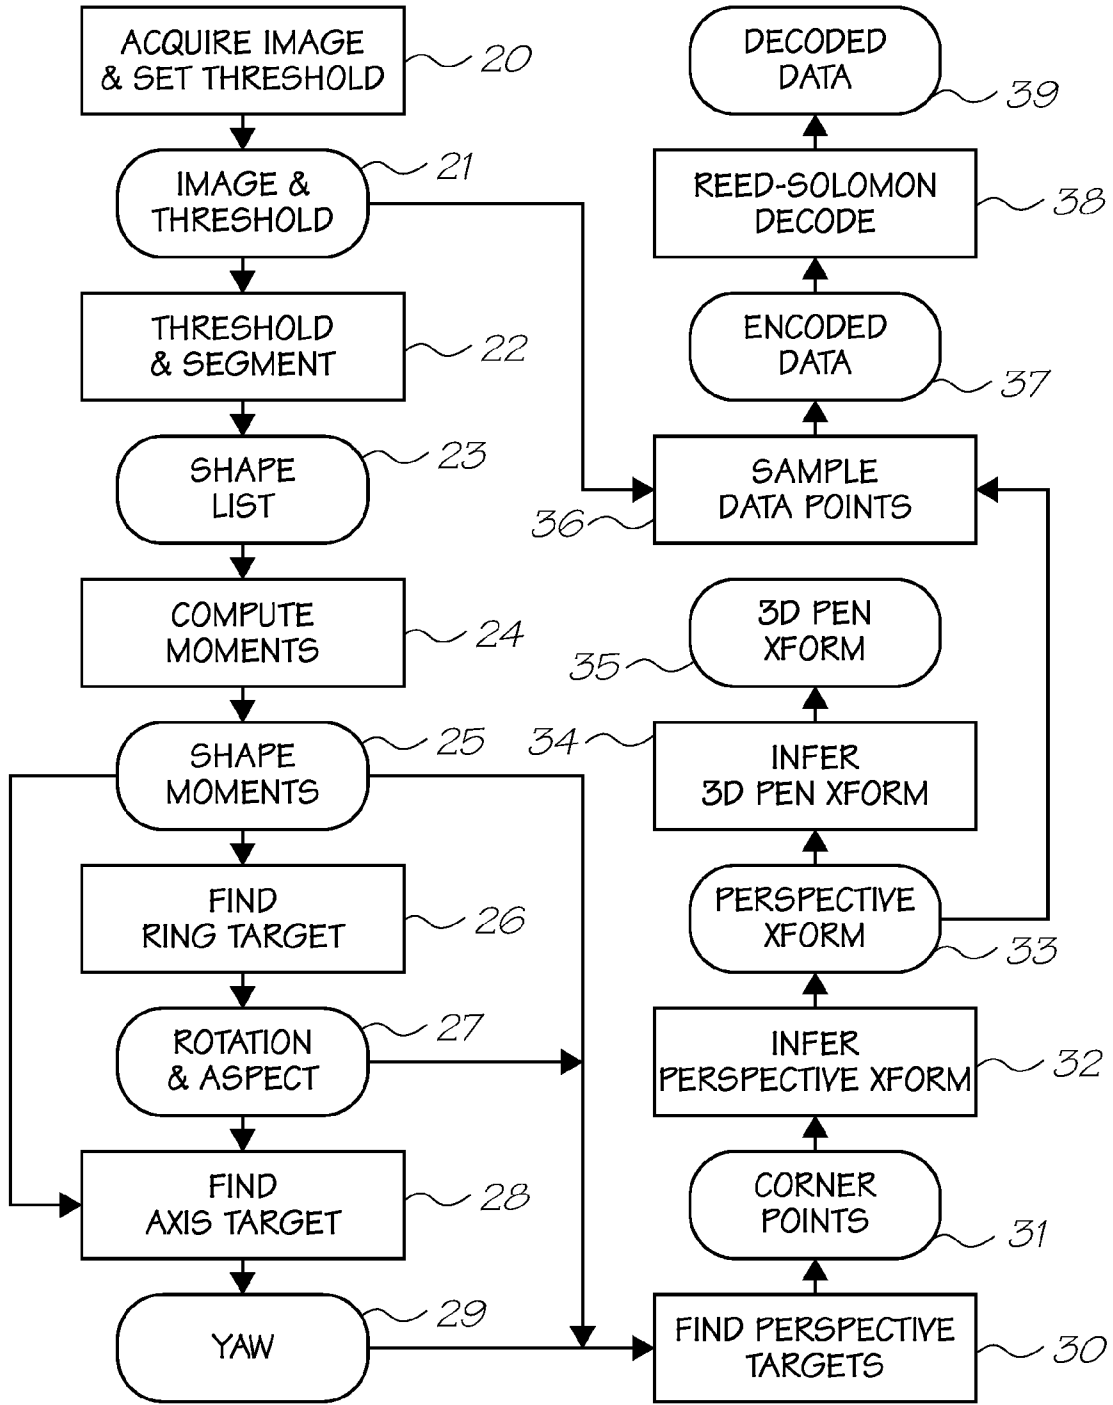 ACQUIRE IMAGE
& SET THRESHOLD
20
IMAGE &
THRESHOLD
21
THRESHOLD
& SEGMENT
22
SHAPE
LIST
23
COMPUTE
MOMENTS
24
SHAPE
MOMENTS
25
FIND
RING TARGET
26
ROTATION
& ASPECT
27
FIND
AXIS TARGET
28
YAW
29
FIND PERSPECTIVE
TARGETS
30
CORNER
POINTS
31
INFER
PERSPECTIVE XFORM
32
PERSPECTIVE
XFORM
33
INFER
3D PEN XFORM
34
3D PEN
XFORM
35
SAMPLE
DATA POINTS
36
ENCODED
DATA
37
REED-SOLOMON
DECODE
38
DECODED
DATA
39